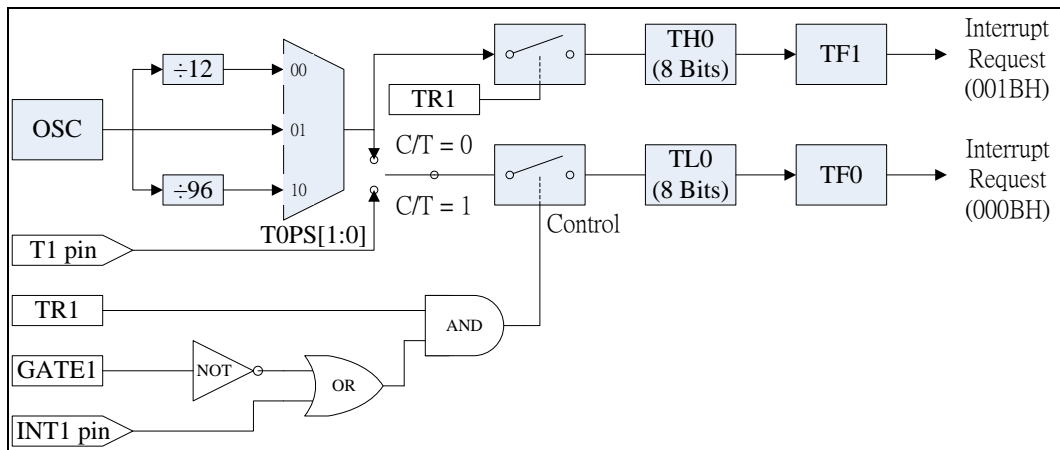 OSC
÷12
÷96
00
01
10
T0PS[1:0]
TR1
TH0
(8 Bits)
TF1
Interrupt
Request
(001BH)
C/T = 0
C/T = 1
Control
TL0
(8 Bits)
TF0
Interrupt
Request
(000BH)
T1 pin
TR1
GATE1
INT1 pin
NOT
OR
AND